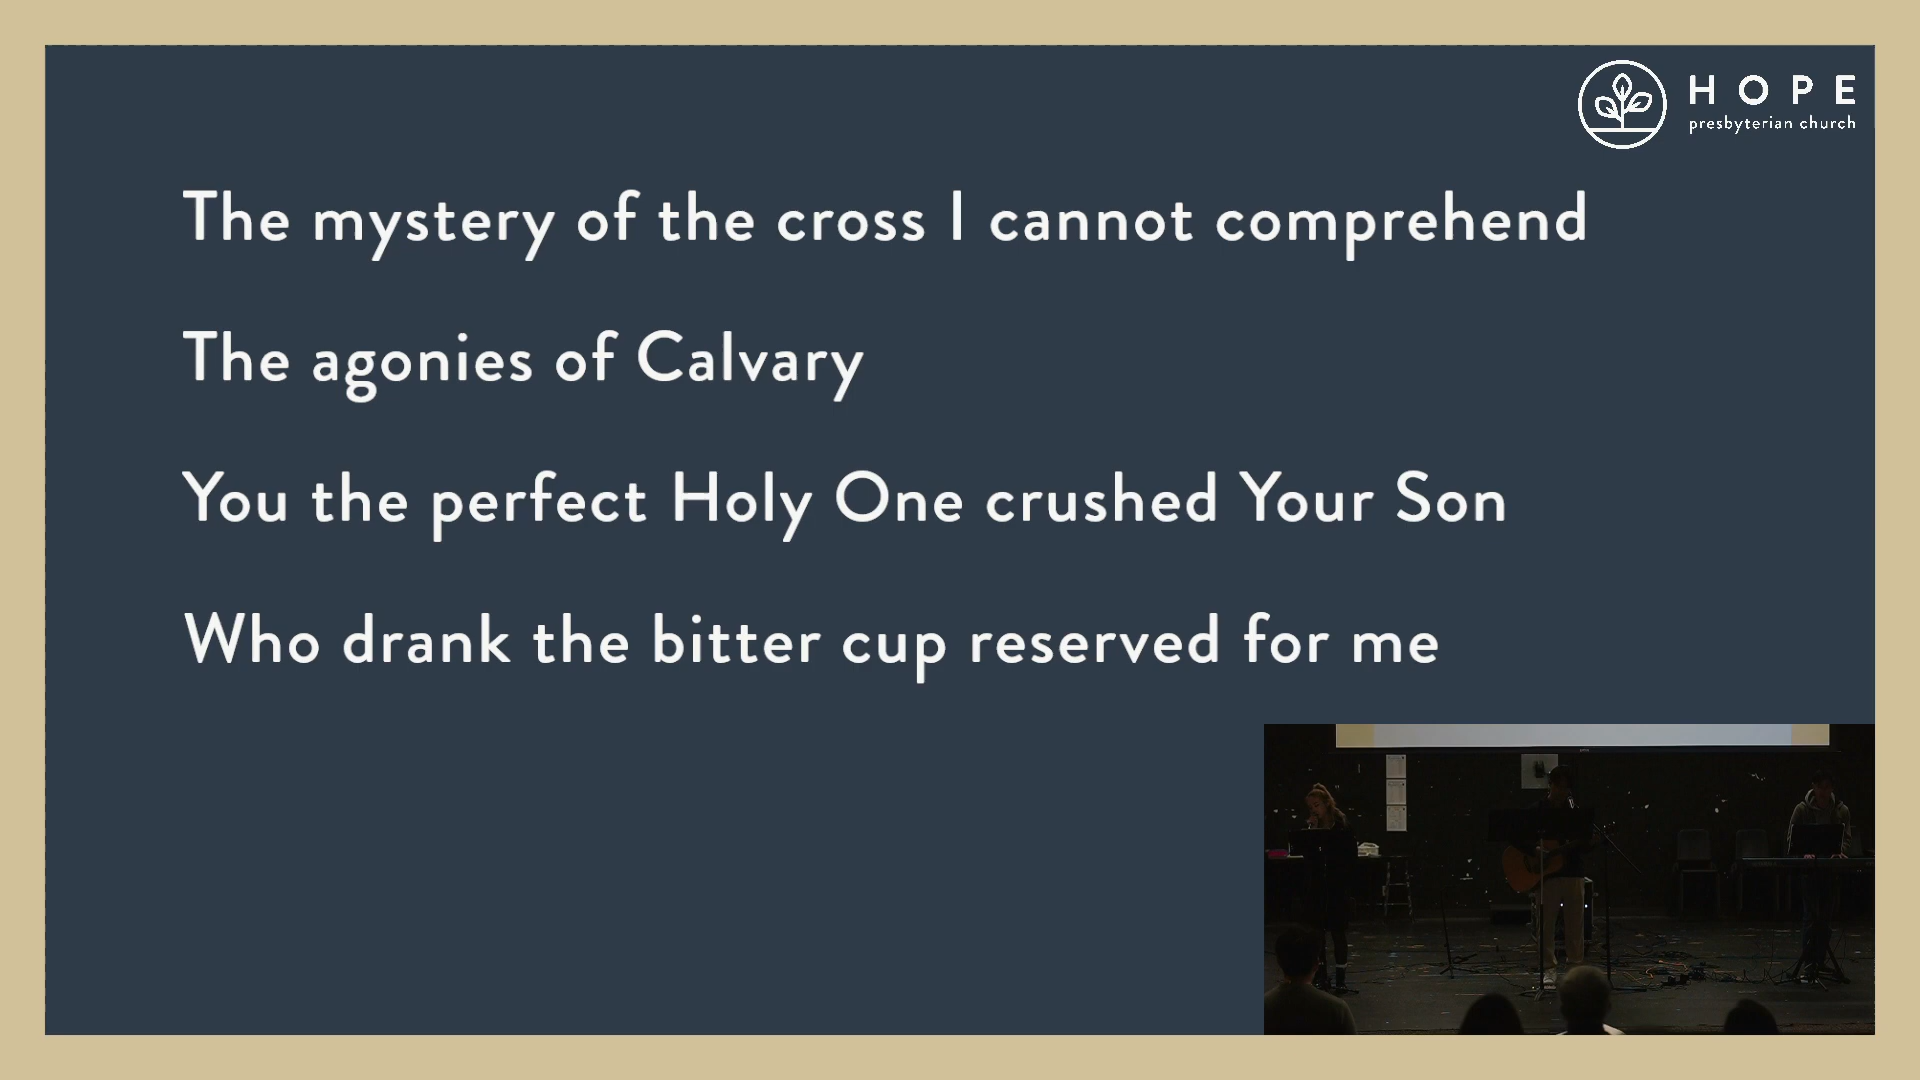 HOPE
presbyterian church
The mystery of the cross I cannot comprehend
The agonies of Calvary
You the perfect Holy One crushed Your Son
Who drank the bitter cup reserved for me